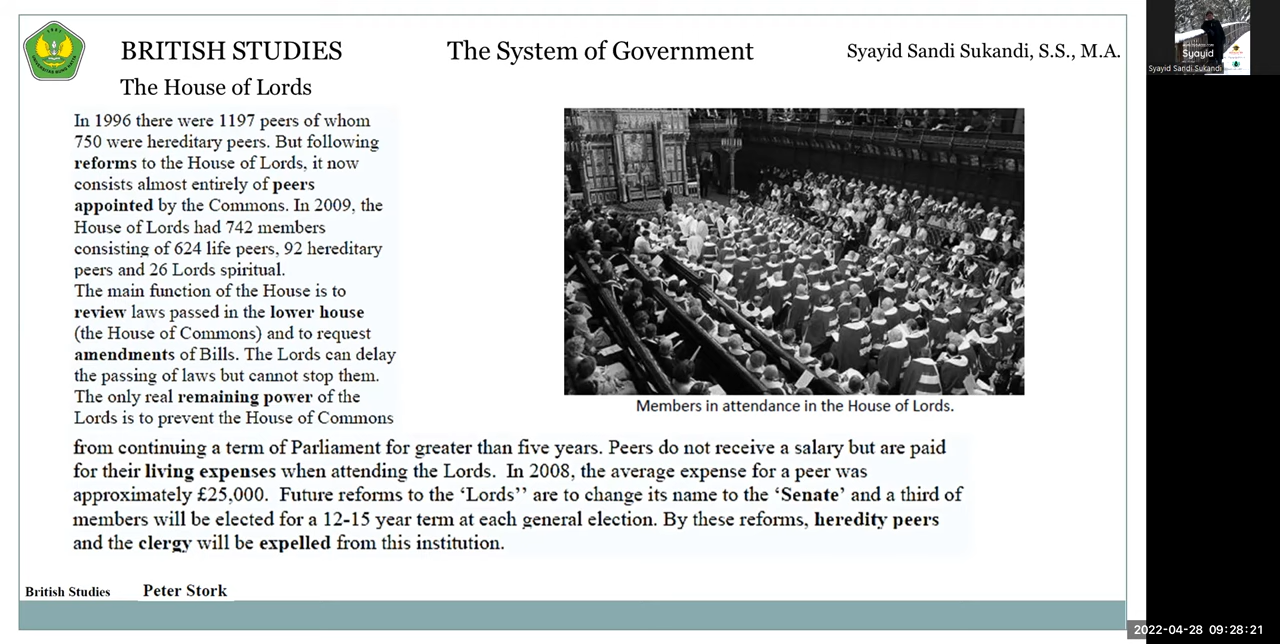 BRITISH STUDIES
The System of Government
Syayid Sandi Sukandi, S.S., M.A.
The House of Lords
In 1996 there were 1197 peers of whom
750 were hereditary peers. But following
reforms to the House of Lords, it now
consists almost entirely of peers
appointed by the Commons. In 2009, the
House of Lords had 742 members
consisting of 624 life peers, 92 hereditary
peers and 26 Lords spiritual.
The main function of the House is to
review laws passed in the lower house
(the House of Commons) and to request
amendments of Bills. The Lords can delay
the passing of laws but cannot stop them.
The only real remaining power of the
Lords is to prevent the House of Commons
from continuing a term of Parliament for greater than five years. Peers do not receive a salary but are paid
for their living expenses when attending the Lords. In 2008, the average expense for a peer was
approximately £25,000. Future reforms to the ‘Lords’’ are to change its name to the ‘Senate’ and a third of
members will be elected for a 12-15 year term at each general election. By these reforms, heredity peers
and the clergy will be expelled from this institution.
Members in attendance in the House of Lords.
British Studies
Peter Stork
Syayid
Syayid Sandi Sukandi
2022-04-28 09:28:21